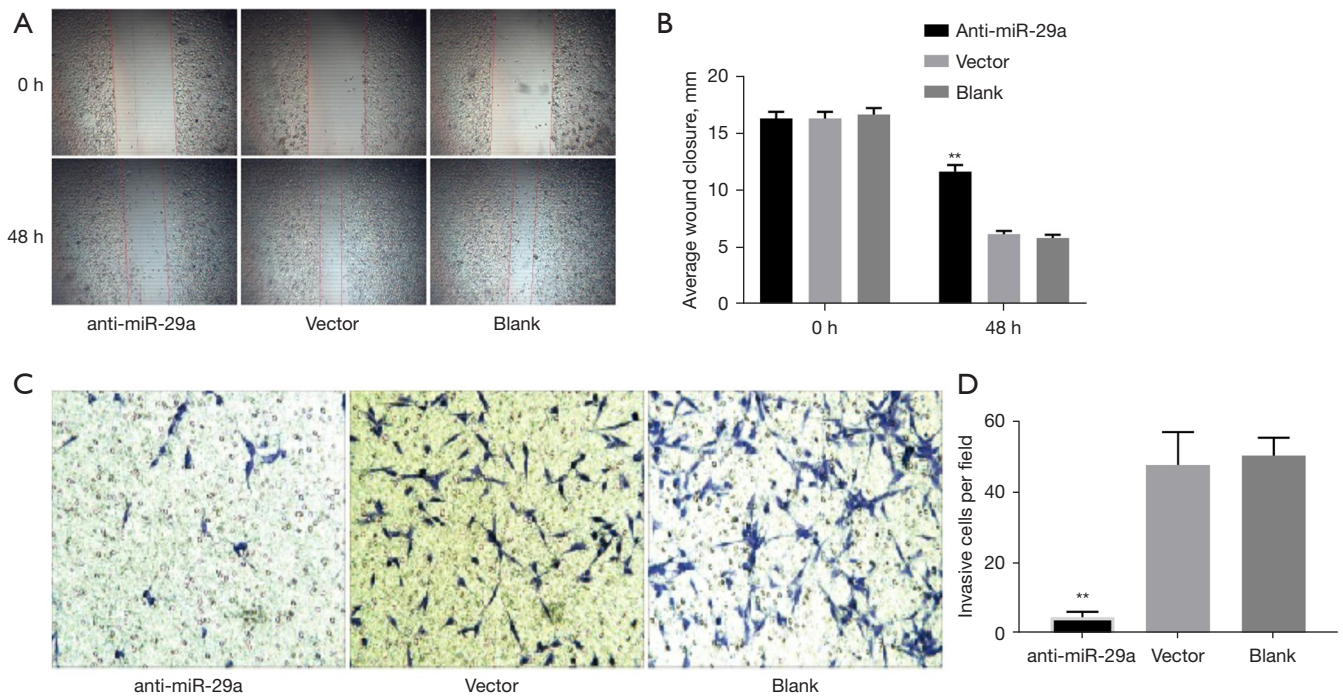 A
0 h
48 h
anti-miR-29a
Vector
Blank
B
Anti-miR-29a
Vector
Blank
Average wound closure, mm
20
15
10
5
0
**
0 h
48 h
C
anti-miR-29a
Vector
Blank
D
Invasive cells per field
60
40
20
0
**
anti-miR-29a
Vector
Blank